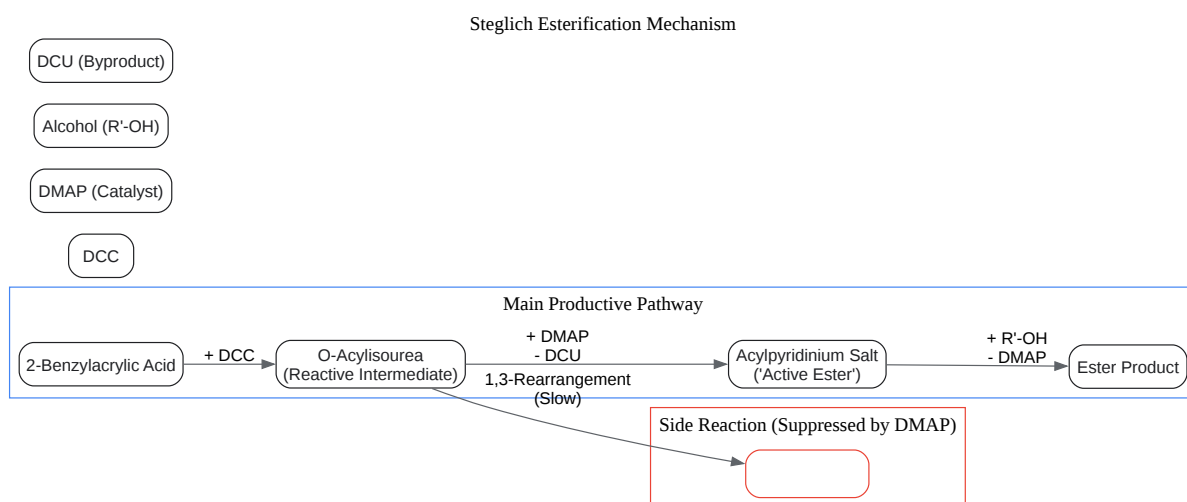 Steglich Esterification Mechanism
DCU (Byproduct)
Alcohol (R'-OH)
DMAP (Catalyst)
DCC
Main Productive Pathway
2-Benzylacrylic Acid
+ DCC
O-Acylisourea
(Reactive Intermediate)
+ DMAP
- DCU
1,3-Rearrangement
(Slow)
Acylpyridinium Salt
('Active Ester')
+ R'-OH
- DMAP
Ester Product
Side Reaction (Suppressed by DMAP)